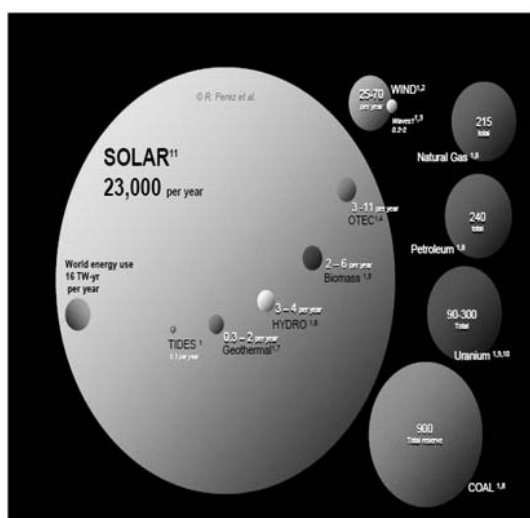 © R. Perez et al.
SOLAR¹¹
23,000 per year
World energy use
16 TW-yr
per year
TIDES ¹
0.3 per year
0.3 – 2 per year
Geothermal¹,⁷
3 – 4 per year
HYDRO ¹,⁶
2 – 6 per year
Biomass ¹,⁵
3 -11 per year
OTEC ¹,⁴
25-70
per year
WIND¹,²
Waves¹,³
0.2-2
215
total
Natural Gas ¹,⁸
240
total
Petroleum ¹,⁸
90-300
Total
Uranium ¹,⁹,¹⁰
900
Total reserve
COAL ¹,⁸